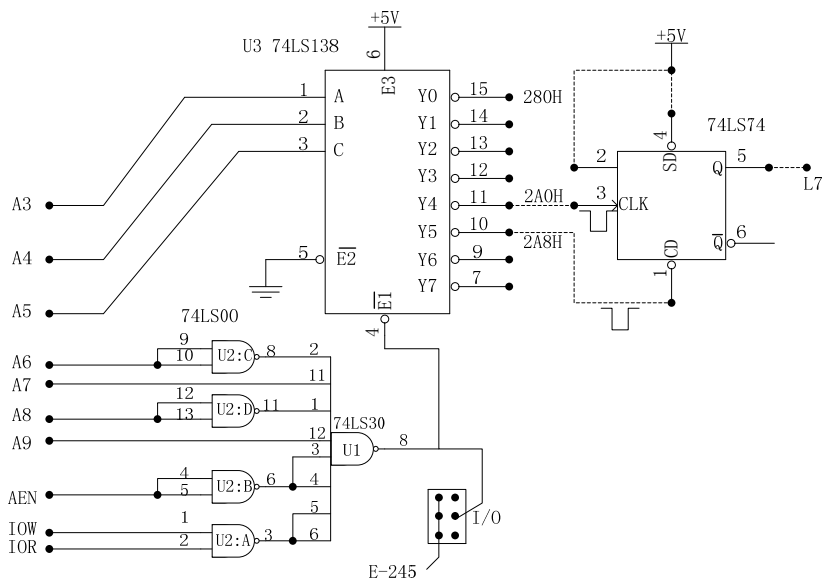 +5V
U3 74LS138
6
E3
+5V
1 A Y0 15 280H
2 B Y1 14
3 C Y2 13
Y3 12
Y4 11 2A0H
Y5 10 2A8H
Y6 9
Y7 7
5 E2
E1
4
74LS74
4
SD
2 Q 5
3 CLK
L7
CD
Q 6
1
A3
A4
A5
74LS00
A6 9 10 U2:C 8 2
A7 11
A8 12 13 U2:D 11 1
74LS30
A9 12
3 U1 8
AEN 4 5 U2:B 6 4
5
IOW 1
IOR 2 U2:A 3 6
I/O
E-245